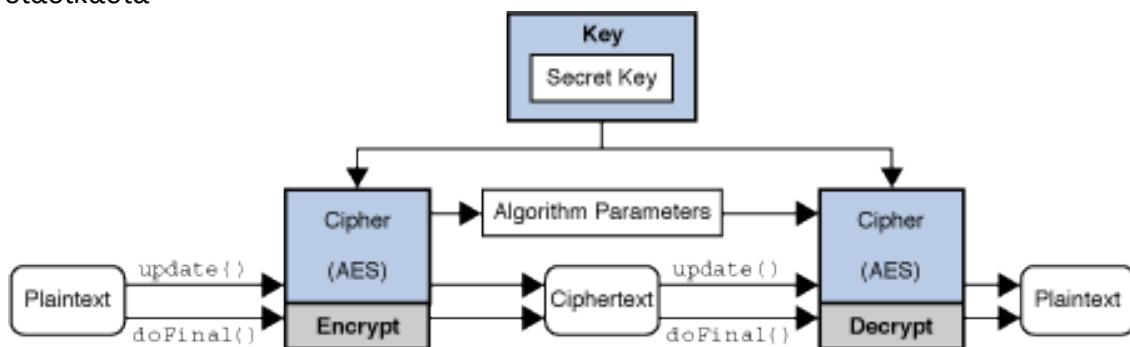 Key
Secret Key
Cipher
Algorithm Parameters
Cipher
(AES)
(AES)
Plaintext
update()
Ciphertext
update()
Plaintext
doFinal()
Encrypt
doFinal()
Decrypt